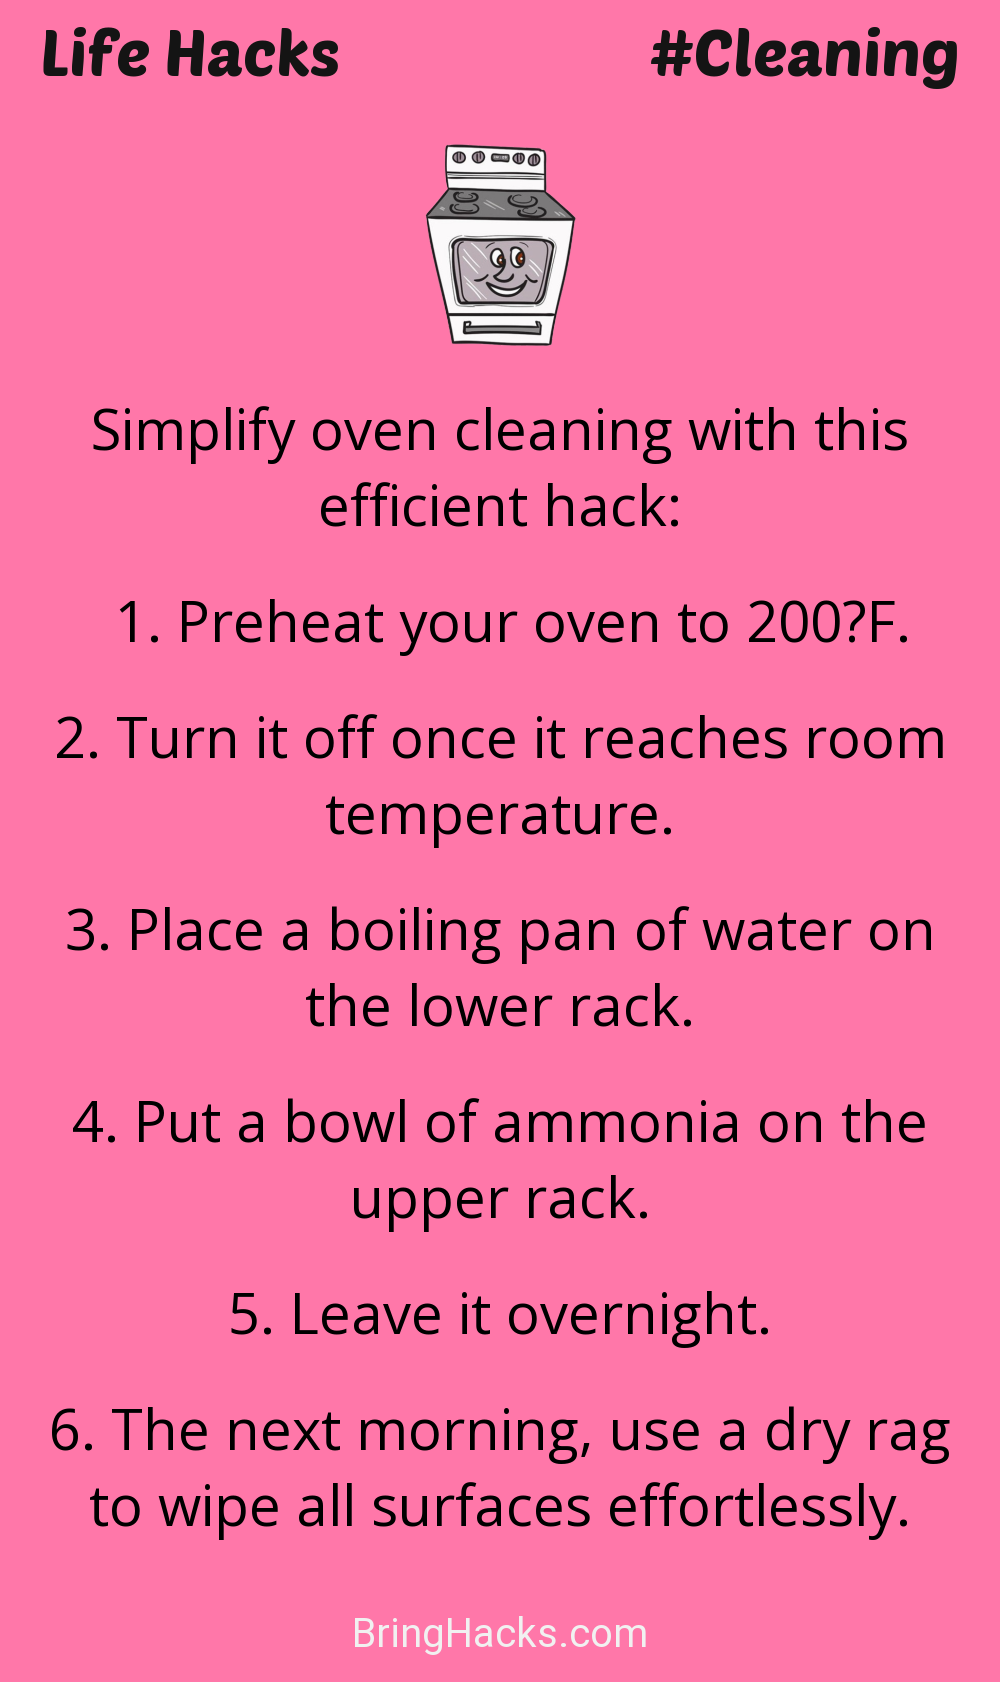 Life Hacks #Cleaning
Simplify oven cleaning with this
efficient hack:
1. Preheat your oven to 200?F.
2. Turn it off once it reaches room
temperature.
3. Place a boiling pan of water on
the lower rack.
4. Put a bowl of ammonia on the
upper rack.
5. Leave it overnight.
6. The next morning, use a dry rag
to wipe all surfaces effortlessly.
BringHacks.com